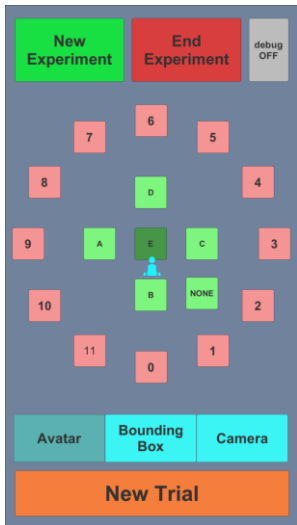 New
Experiment
End
Experiment
debug
OFF
6
7
5
D
8
4
9
A
E
C
3
B
NONE
10
2
11
1
0
Avatar
Bounding
Box
Camera
New Trial